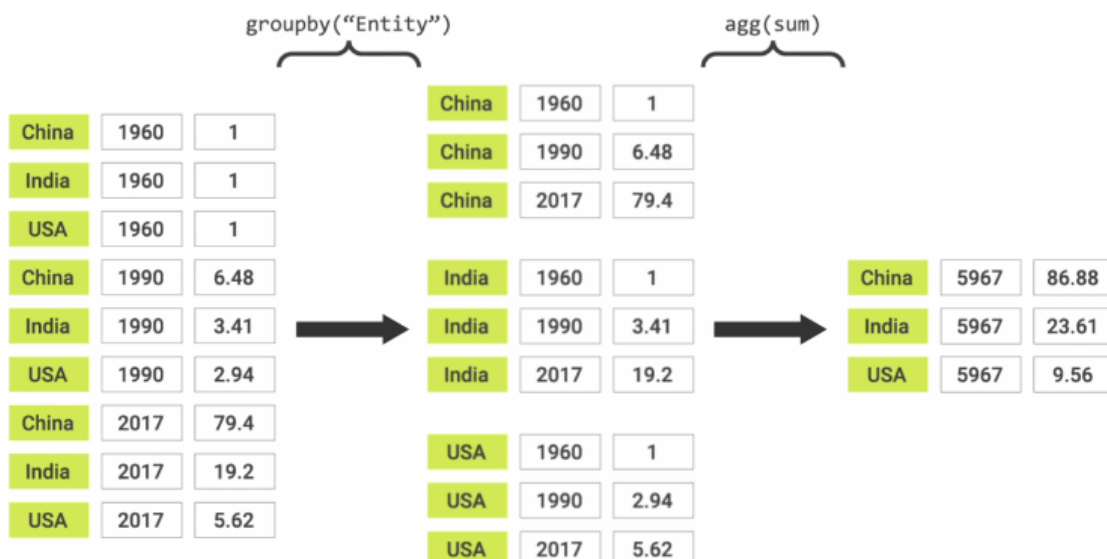 groupby(“Entity”)
agg(sum)
China 1960 1
India 1960 1
USA 1960 1
China 1990 6.48
India 1990 3.41
USA 1990 2.94
China 2017 79.4
India 2017 19.2
USA 2017 5.62
China 1960 1
China 1990 6.48
China 2017 79.4
India 1960 1
India 1990 3.41
India 2017 19.2
USA 1960 1
USA 1990 2.94
USA 2017 5.62
China 5967 86.88
India 5967 23.61
USA 5967 9.56